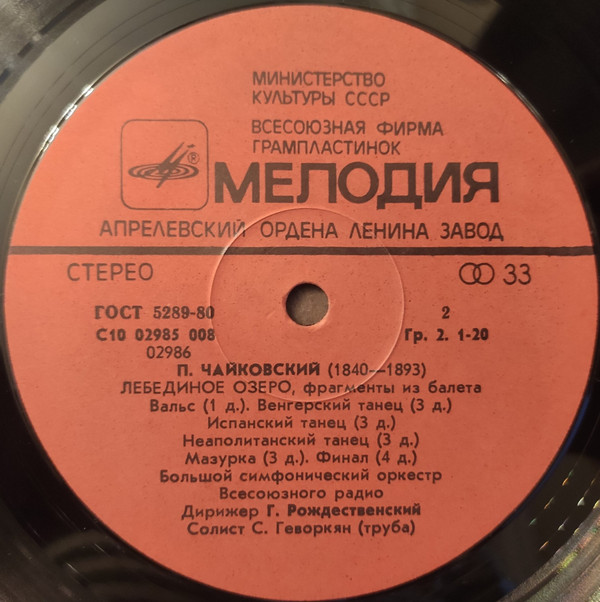 МИНИСТЕРСТВО
КУЛЬТУРЫ СССР
ВСЕСОЮЗНАЯ ФИРМА
ГРАМПЛАСТИНОК
®
МЕЛОДИЯ
АПРЕЛЕВСКИЙ ОРДЕНА ЛЕНИНА ЗАВОД
СТЕРЕО 33
ГОСТ 5289-80 2
С10 02985 008 Гр. 2. 1-20
02986
П. ЧАЙКОВСКИЙ (1840—1893)
ЛЕБЕДИНОЕ ОЗЕРО, фрагменты из балета
Вальс (1 д.). Венгерский танец (3 д.)
Испанский танец (3 д.)
Неаполитанский танец (3 д.)
Мазурка (3 д.). Финал (4 д.)
Большой симфонический оркестр
Всесоюзного радио
Дирижер Г. Рождественский
Солист С. Геворкян (труба)